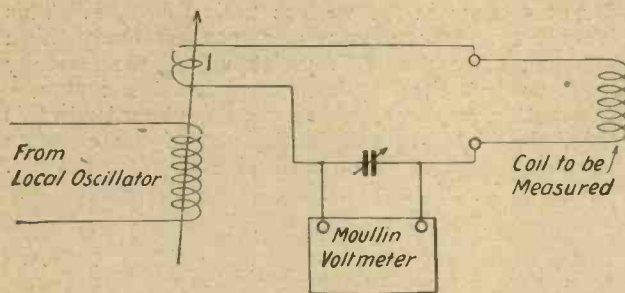 From
Local Oscillator
Moullin
Voltmeter
Coil to be
Measured